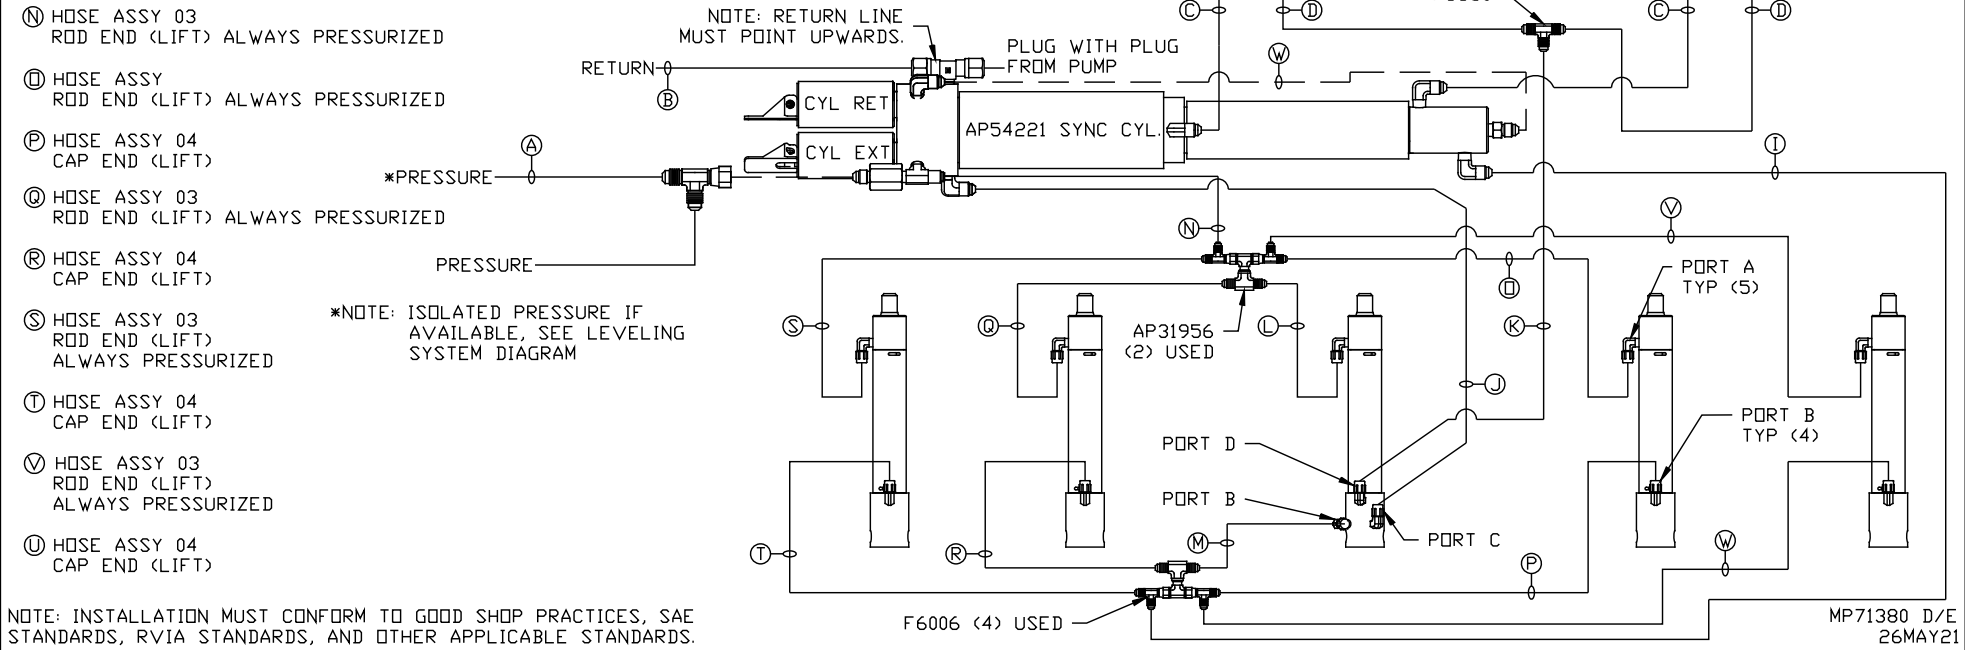 N HOSE ASSY 03
ROD END (LIFT) ALWAYS PRESSURIZED
O HOSE ASSY
ROD END (LIFT) ALWAYS PRESSURIZED
P HOSE ASSY 04
CAP END (LIFT)
Q HOSE ASSY 03
ROD END (LIFT) ALWAYS PRESSURIZED
R HOSE ASSY 04
CAP END (LIFT)
S HOSE ASSY 03
ROD END (LIFT)
ALWAYS PRESSURIZED
T HOSE ASSY 04
CAP END (LIFT)
V HOSE ASSY 03
ROD END (LIFT)
ALWAYS PRESSURIZED
U HOSE ASSY 04
CAP END (LIFT)
NOTE: INSTALLATION MUST CONFORM TO GOOD SHOP PRACTICES, SAE
STANDARDS, RVIA STANDARDS, AND OTHER APPLICABLE STANDARDS.
NOTE: RETURN LINE
MUST POINT UPWARDS.
RETURN
B
PLUG WITH PLUG
FROM PUMP
C
D
C
D
W
CYL RET
CYL EXT
AP54221 SYNC CYL.
A
*PRESSURE
PRESSURE
*NOTE: ISOLATED PRESSURE IF
AVAILABLE, SEE LEVELING
SYSTEM DIAGRAM
I
N
V
O
PORT A
TYP (5)
S
Q
AP31956
(2) USED
L
K
J
PORT B
TYP (4)
PORT D
PORT B
PORT C
T
R
M
P
W
F6006 (4) USED
MP71380 D/E
26MAY21